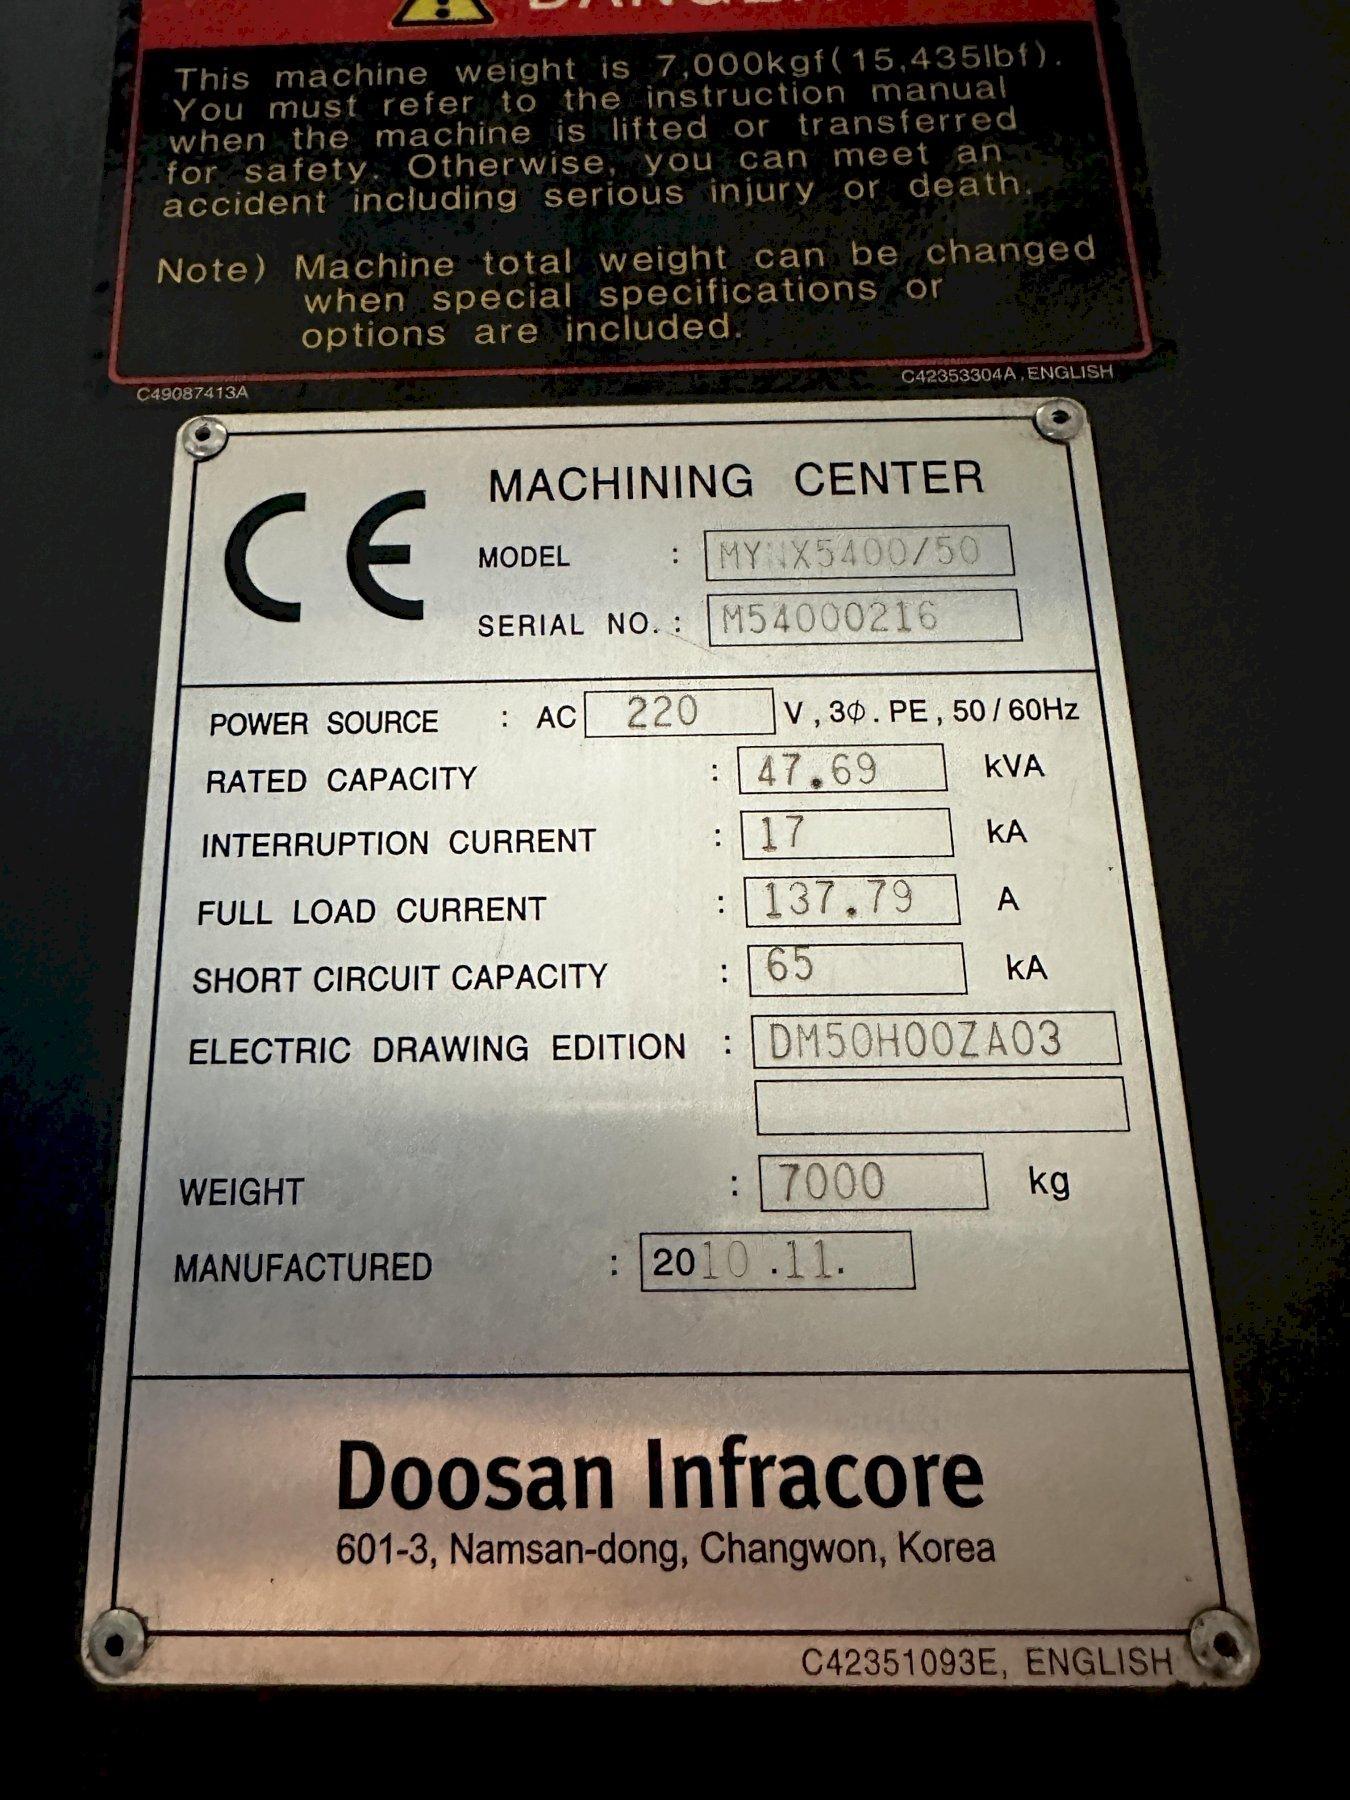 DANGER
This machine weight is 7,000kgf(15,435lbf).
You must refer to the instruction manual
when the machine is lifted or transferred
for safety. Otherwise, you can meet an
accident including serious injury or death.
Note) Machine total weight can be changed
when special specifications or
options are included.
C49087413A
C42353304A, ENGLISH
CE
MACHINING CENTER
MODEL : MYNX5400/50
SERIAL NO. : M54000216
POWER SOURCE : AC 220 V, 3Φ. PE, 50/60Hz
RATED CAPACITY : 47.69 kVA
INTERRUPTION CURRENT : 17 kA
FULL LOAD CURRENT : 137.79 A
SHORT CIRCUIT CAPACITY : 65 kA
ELECTRIC DRAWING EDITION : DM50H00ZA03
WEIGHT : 7000 kg
MANUFACTURED : 2010 .11.
Doosan Infracore
601-3, Namsan-dong, Changwon, Korea
C42351093E, ENGLISH